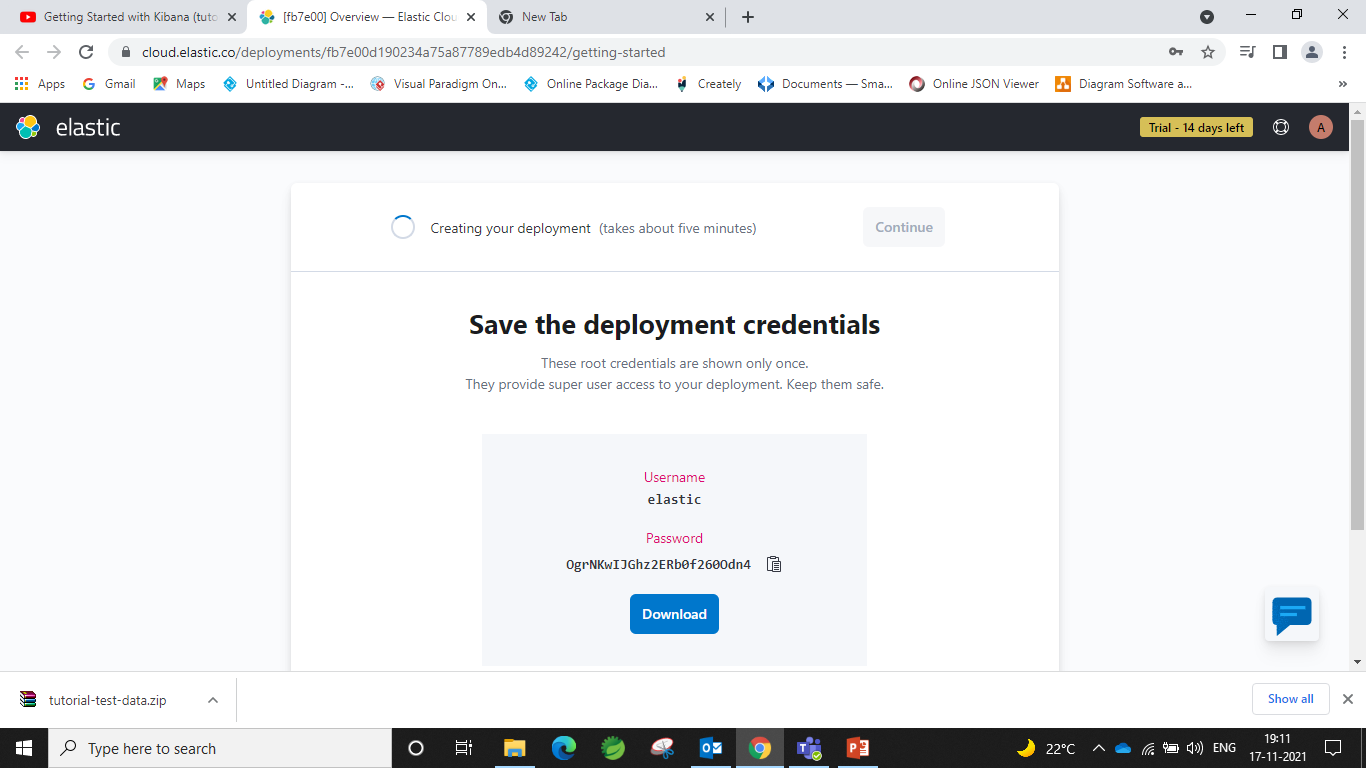 Getting Started with Kibana (tuto
[fb7e00] Overview — Elastic Clou
New Tab
cloud.elastic.co/deployments/fb7e00d190234a75a87789edb4d89242/getting-started
Apps
Gmail
Maps
Untitled Diagram -...
Visual Paradigm On...
Online Package Dia...
Creately
Documents — Sma...
Online JSON Viewer
Diagram Software a...
»
elastic
Trial - 14 days left
A
Creating your deployment (takes about five minutes)
Continue
Save the deployment credentials
These root credentials are shown only once.
They provide super user access to your deployment. Keep them safe.
Username
elastic
Password
OgrNKwIJGhz2ERb0f260Odn4
Download
tutorial-test-data.zip
Show all
Type here to search
22°C
ENG
19:11
17-11-2021